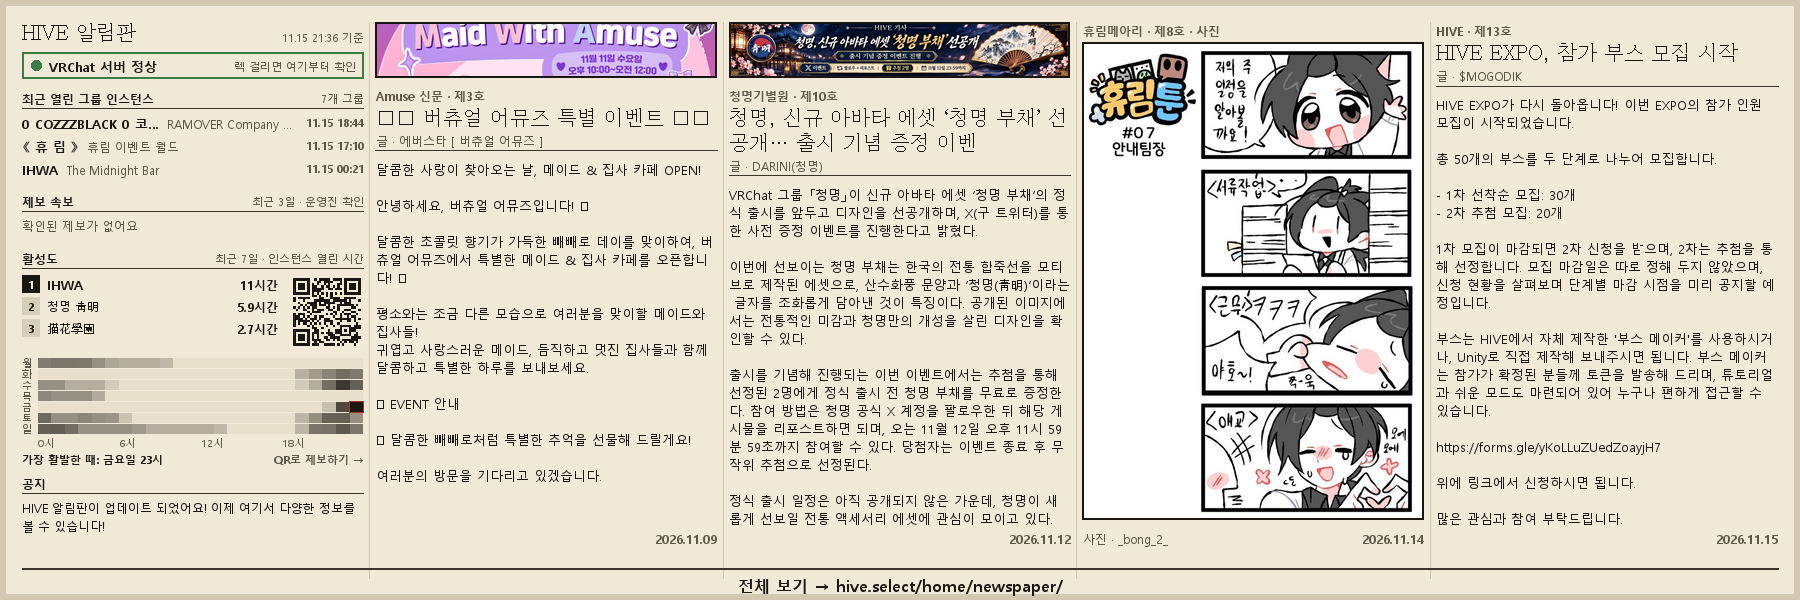 HIVE 알림판
11.15 21:36 기준
VRChat 서버 정상
렉 걸리면 여기부터 확인
최근 열린 그룹 인스턴스
7개 그룹
O COZZZBLACK O 코... RAMOVER Company ... 11.15 18:44
《 휴 림 》 휴림 이벤트 월드 11.15 17:10
IHWA The Midnight Bar 11.15 00:21
제보 속보
최근 3일 · 운영진 확인
확인된 제보가 없어요
활성도
최근 7일 · 인스턴스 열린 시간
1 IHWA 11시간
2 청명 靑明 5.9시간
3 描花學園 2.7시간
월
화
수
목
금
토
일
0시 6시 12시 18시
가장 활발한 때: 금요일 23시
QR로 제보하기 →
공지
HIVE 알림판이 업데이트 되었어요! 이제 여기서 다양한 정보를
볼 수 있습니다!
Maid With Amuse
11월 11일 수요일
오후 10:00~오전 12:00
Amuse 신문 · 제3호
□□ 버츄얼 어뮤즈 특별 이벤트 □□
글 · 에버스타 [ 버츄얼 어뮤즈 ]
달콤한 사랑이 찾아오는 날, 메이드 & 집사 카페 OPEN!
안녕하세요, 버츄얼 어뮤즈입니다! □
달콤한 초콜릿 향기가 가득한 빼빼로 데이를 맞이하여, 버
츄얼 어뮤즈에서 특별한 메이드 & 집사 카페를 오픈합니
다! □
평소와는 조금 다른 모습으로 여러분을 맞이할 메이드와
집사들!
귀엽고 사랑스러운 메이드, 듬직하고 멋진 집사들과 함께
달콤하고 특별한 하루를 보내보세요.
□ EVENT 안내
□ 달콤한 빼빼로처럼 특별한 추억을 선물해 드릴게요!
여러분의 방문을 기다리고 있겠습니다.
2026.11.09
HIVE 기사
청명, 신규 아바타 에셋 '청명 부채' 선공개
출시 기념 증정 이벤트 진행
청명기별원 · 제10호
청명, 신규 아바타 에셋 ‘청명 부채’ 선
공개… 출시 기념 증정 이벤
글 · DARINI(청명)
VRChat 그룹 「청명」이 신규 아바타 에셋 ‘청명 부채’의 정
식 출시를 앞두고 디자인을 선공개하며, X(구 트위터)를 통
한 사전 증정 이벤트를 진행한다고 밝혔다.
이번에 선보이는 청명 부채는 한국의 전통 합죽선을 모티
브로 제작된 에셋으로, 산수화풍 문양과 ‘청명(靑明)’이라는
글자를 조화롭게 담아낸 것이 특징이다. 공개된 이미지에
서는 전통적인 미감과 청명만의 개성을 살린 디자인을 확
인할 수 있다.
출시를 기념해 진행되는 이번 이벤트에서는 추첨을 통해
선정된 2명에게 정식 출시 전 청명 부채를 무료로 증정한
다. 참여 방법은 청명 공식 X 계정을 팔로우한 뒤 해당 게
시물을 리포스트하면 되며, 오는 11월 12일 오후 11시 59
분 59초까지 참여할 수 있다. 당첨자는 이벤트 종료 후 무
작위 추첨으로 선정된다.
정식 출시 일정은 아직 공개되지 않은 가운데, 청명이 새
롭게 선보일 전통 액세서리 에셋에 관심이 모이고 있다.
2026.11.12
휴림메아리 · 제8호 · 사진
휴림툰
#07
안내팀장
저의 주
일정을
알아볼
까요!
<서류작업>
<근무>
ㅋㅋㅋ
야호~!
쭈-욱
<애교>
사진 · _bong_2_
2026.11.14
HIVE · 제13호
HIVE EXPO, 참가 부스 모집 시작
글 · $MOGODIK
HIVE EXPO가 다시 돌아옵니다! 이번 EXPO의 참가 인원
모집이 시작되었습니다.
총 50개의 부스를 두 단계로 나누어 모집합니다.
- 1차 선착순 모집: 30개
- 2차 추첨 모집: 20개
1차 모집이 마감되면 2차 신청을 받으며, 2차는 추첨을 통
해 선정합니다. 모집 마감일은 따로 정해 두지 않았으며,
신청 현황을 살펴보며 단계별 마감 시점을 미리 공지할 예
정입니다.
부스는 HIVE에서 자체 제작한 '부스 메이커'를 사용하시거
나, Unity로 직접 제작해 보내주시면 됩니다. 부스 메이커
는 참가가 확정된 분들께 토큰을 발송해 드리며, 튜토리얼
과 쉬운 모드도 마련되어 있어 누구나 편하게 접근할 수
있습니다.
https://forms.gle/yKoLLuZUedZoayjH7
위에 링크에서 신청하시면 됩니다.
많은 관심과 참여 부탁드립니다.
2026.11.15
전체 보기 → hive.select/home/newspaper/